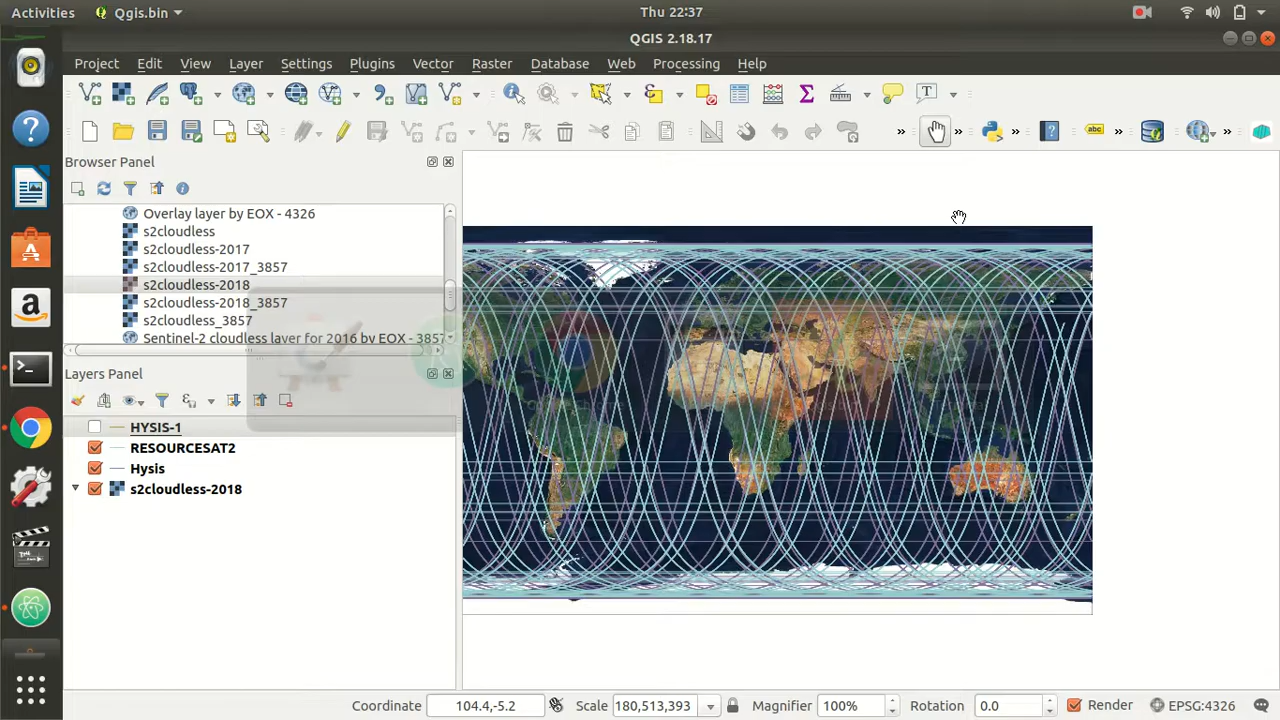 Activities Qgis.bin Thu 22:37
QGIS 2.18.17
Project Edit View Layer Settings Plugins Vector Raster Database Web Processing Help
abc
Browser Panel
Overlay layer by EOX - 4326
s2cloudless
s2cloudless-2017
s2cloudless-2017_3857
s2cloudless-2018
s2cloudless-2018_3857
s2cloudless_3857
Sentinel-2 cloudless layer for 2016 by EOX - 3857
Layers Panel
HYSIS-1
RESOURCESAT2
Hysis
s2cloudless-2018
Coordinate 104.4,-5.2 Scale 180,513,393 Magnifier 100% Rotation 0.0 Render EPSG:4326